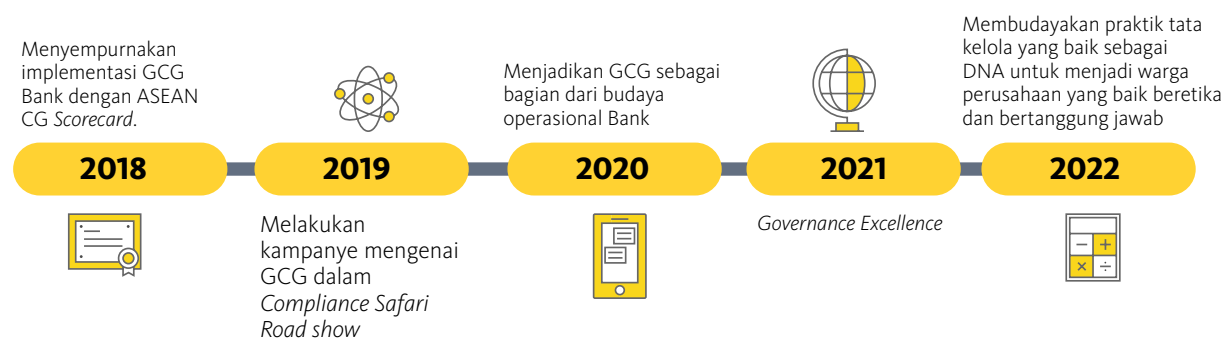 Menyempurnakan
implementasi GCG
Bank dengan ASEAN
CG Scorecard.
2018
2019
Melakukan
kampanye mengenai
GCG dalam
Compliance Safari
Road show
Menjadikan GCG sebagai
bagian dari budaya
operasional Bank
2020
2021
Governance Excellence
Membudayakan praktik tata
kelola yang baik sebagai
DNA untuk menjadi warga
perusahaan yang baik beretika
dan bertanggung jawab
2022